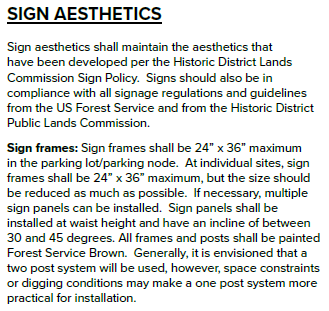 SIGN AESTHETICS
Sign aesthetics shall maintain the aesthetics that
have been developed per the Historic District Lands
Commission Sign Policy.  Signs should also be in
compliance with all signage regulations and guidelines
from the US Forest Service and from the Historic District
Public Lands Commission.
Sign frames: Sign frames shall be 24” x 36” maximum
in the parking lot/parking node.  At individual sites, sign
frames shall be 24” x 36” maximum, but the size should
be reduced as much as possible.  If necessary, multiple
sign panels can be installed.  Sign panels shall be
installed at waist height and have an incline of between
30 and 45 degrees. All frames and posts shall be painted
Forest Service Brown.  Generally, it is envisioned that a
two post system will be used, however, space constraints
or digging conditions may make a one post system more
practical for installation.